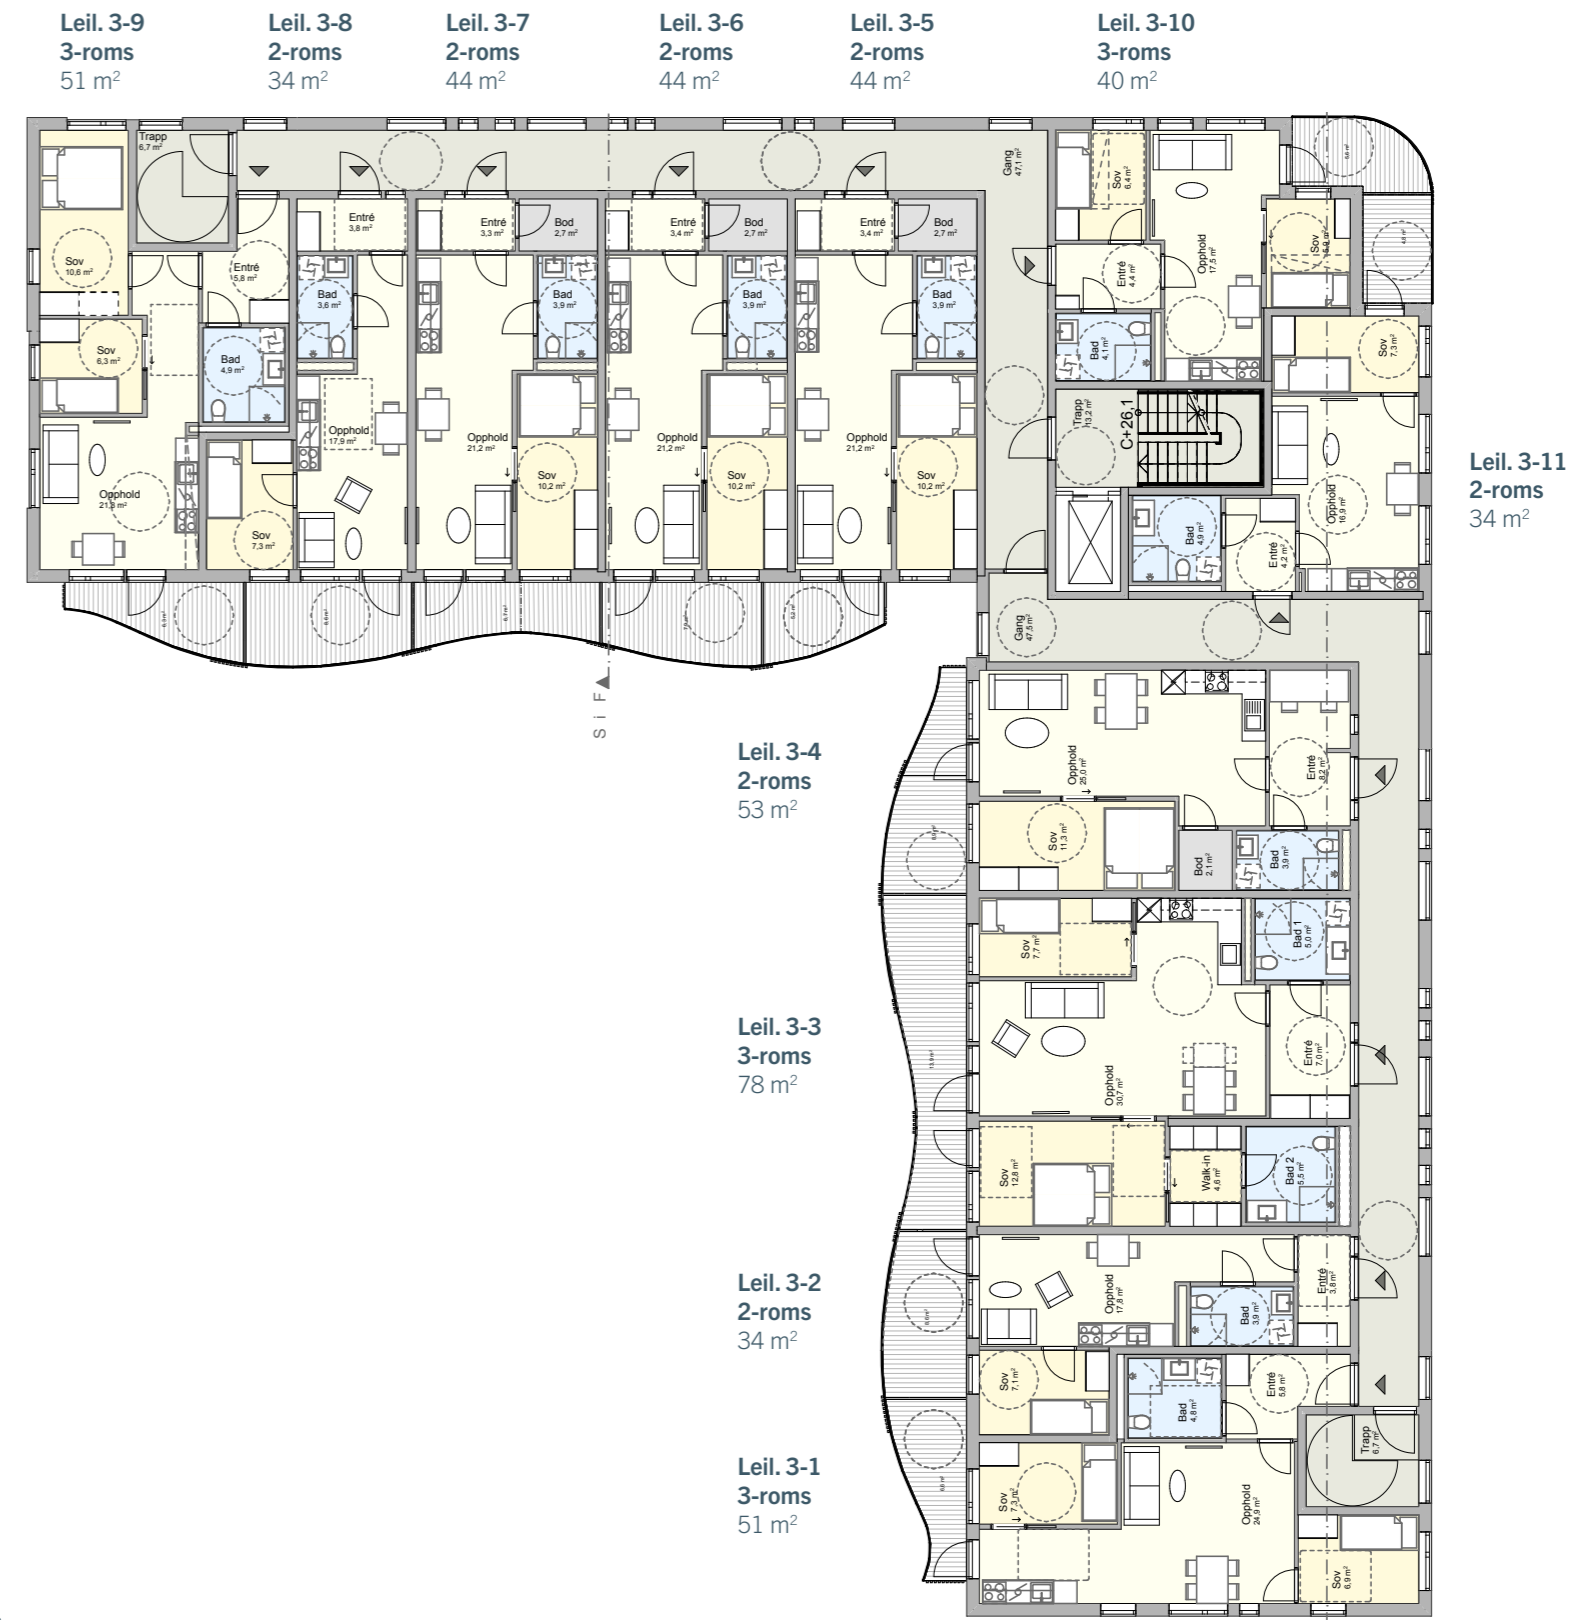 Leil. 3-9
3-roms
51 m²
Leil. 3-8
2-roms
34 m²
Leil. 3-7
2-roms
44 m²
Leil. 3-6
2-roms
44 m²
Leil. 3-5
2-roms
44 m²
Leil. 3-10
3-roms
40 m²
Trapp
6,7 m²
Sov
10,6 m²
Entré
5,8 m²
Sov
6,3 m²
Bad
4,9 m²
Opphold
Sov
7,3 m²
Entré
3,8 m²
Bad
3,6 m²
Opphold
17,9 m²
Entré
3,3 m²
Bod
2,7 m²
Bad
3,9 m²
Opphold
21,2 m²
Sov
10,2 m²
Entré
3,4 m²
Bod
2,7 m²
Bad
3,9 m²
Opphold
21,2 m²
Sov
10,2 m²
Entré
3,4 m²
Bod
2,7 m²
Bad
3,9 m²
Opphold
21,2 m²
Sov
10,2 m²
Gang
47,1 m²
Sov
6,4 m²
Opphold
17,5 m²
Sov
Entré
4,4 m²
Bad
4,1 m²
Sov
7,3 m²
Trapp
13,2 m²
C+26,1
Opphold
16,9 m²
Bad
4,9 m²
Entré
4,2 m²
Leil. 3-11
2-roms
34 m²
Gang
47,5 m²
S i F
Leil. 3-4
2-roms
53 m²
Opphold
25,0 m²
Entré
8,2 m²
Sov
11,3 m²
Bod
2,1 m²
Bad
3,9 m²
Leil. 3-3
3-roms
78 m²
Sov
7,7 m²
Bad 1
5,0 m²
13,9 m²
Opphold
30,7 m²
Entré
7,0 m²
Sov
12,8 m²
Walk-in
4,6 m²
Bad 2
5,5 m²
Leil. 3-2
2-roms
34 m²
Opphold
17,8 m²
Bad
3,9 m²
Entré
3,8 m²
Sov
7,1 m²
Leil. 3-1
3-roms
51 m²
Bad
4,8 m²
Entré
5,8 m²
Trapp
6,7 m²
Sov
7,3 m²
Opphold
24,9 m²
Sov
6,9 m²